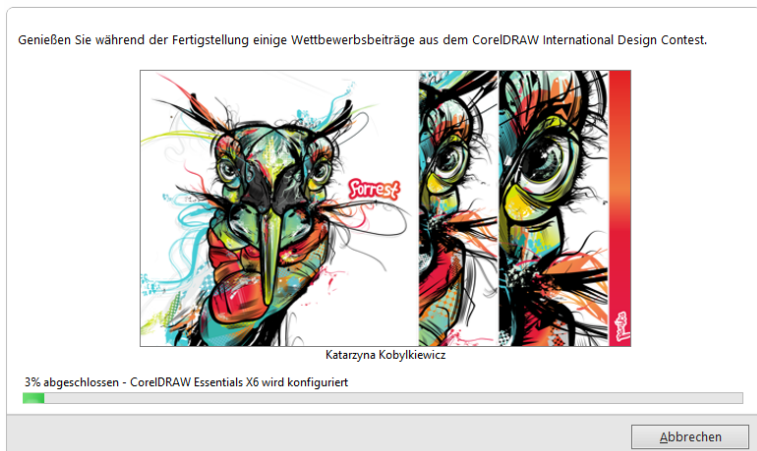 Genießen Sie während der Fertigstellung einige Wettbewerbsbeiträge aus dem CorelDRAW International Design Contest.
forrest
Katarzyna Kobylkiewicz
3% abgeschlossen - CorelDRAW Essentials X6 wird konfiguriert
Abbrechen